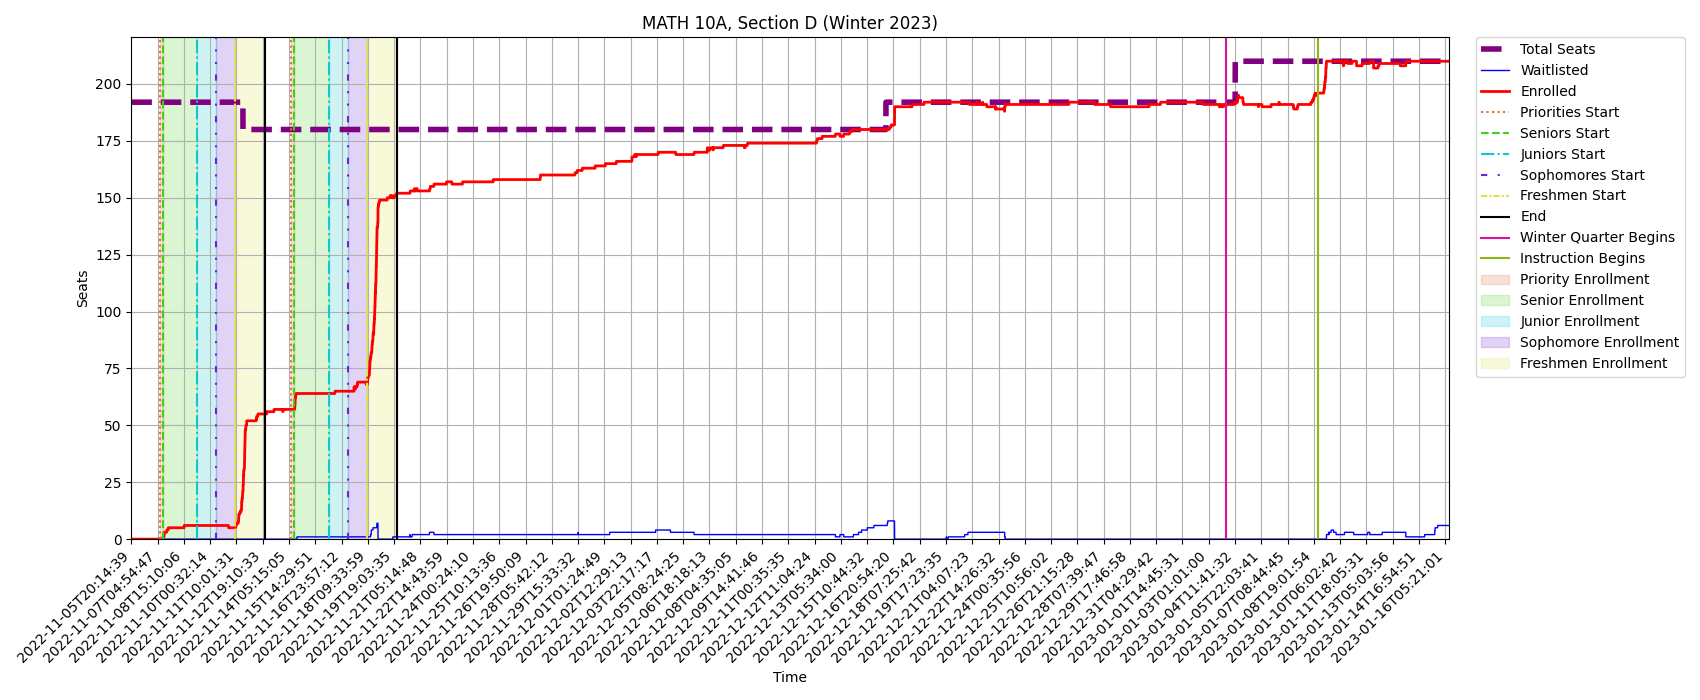 MATH 10A, Section D (Winter 2023)
Seats
200
175
150
125
100
75
50
25
0
2022-11-05T20:14:39
2022-11-07T04:54:47
2022-11-08T15:10:06
2022-11-10T00:32:14
2022-11-11T10:01:31
2022-11-12T19:10:33
2022-11-14T05:15:05
2022-11-15T14:29:51
2022-11-16T23:57:12
2022-11-18T09:33:59
2022-11-19T19:03:35
2022-11-21T05:14:48
2022-11-22T14:43:59
2022-11-24T00:24:10
2022-11-25T10:13:36
2022-11-26T19:50:09
2022-11-28T05:42:12
2022-11-29T15:33:32
2022-12-01T01:24:49
2022-12-02T12:29:13
2022-12-03T22:17:17
2022-12-05T08:24:25
2022-12-06T18:18:13
2022-12-08T04:35:05
2022-12-09T14:41:46
2022-12-11T00:35:35
2022-12-12T11:04:24
2022-12-13T05:34:00
2022-12-15T10:44:32
2022-12-16T20:54:20
2022-12-18T07:25:42
2022-12-19T17:23:35
2022-12-21T04:07:23
2022-12-22T14:26:32
2022-12-24T00:35:56
2022-12-25T10:56:02
2022-12-26T21:15:28
2022-12-28T07:39:47
2022-12-29T17:46:58
2022-12-31T04:29:42
2023-01-01T14:45:31
2023-01-03T01:01:00
2023-01-04T11:41:32
2023-01-05T22:03:41
2023-01-07T08:44:45
2023-01-08T19:01:54
2023-01-10T06:02:42
2023-01-11T18:05:31
2023-01-13T05:03:56
2023-01-14T16:54:51
2023-01-16T05:21:01
Time
Total Seats
Waitlisted
Enrolled
Priorities Start
Seniors Start
Juniors Start
Sophomores Start
Freshmen Start
End
Winter Quarter Begins
Instruction Begins
Priority Enrollment
Senior Enrollment
Junior Enrollment
Sophomore Enrollment
Freshmen Enrollment